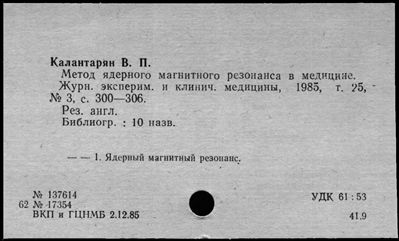 Калантарян В. П.
Метод ядерного магнитного резонанса в медицине.
Журн. эксперим. и клинич. медицины, 1985, т. 25,
№ 3, с. 300—306.
Рез. англ.
Библиогр. : 10 назв.
— — 1. Ядерный магнитный резонанс.
№ 137614
62 № 17354
ВКП и ГЦНМБ 2.12.85
УДК 61 : 53
41.9